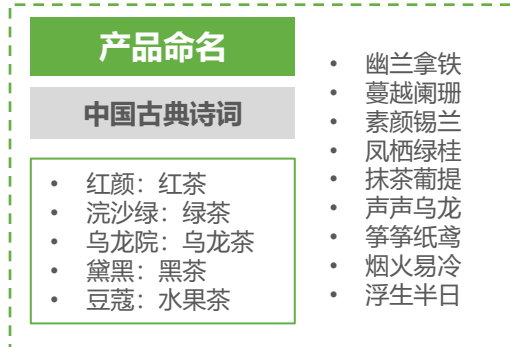 产品命名
中国古典诗词
• 红颜：红茶
• 浣沙绿：绿茶
• 乌龙院：乌龙茶
• 黛黑：黑茶
• 豆蔻：水果茶
• 幽兰拿铁
• 蔓越阑珊
• 素颜锡兰
• 凤栖绿桂
• 抹茶葡提
• 声声乌龙
• 筝筝纸鸢
• 烟火易冷
• 浮生半日